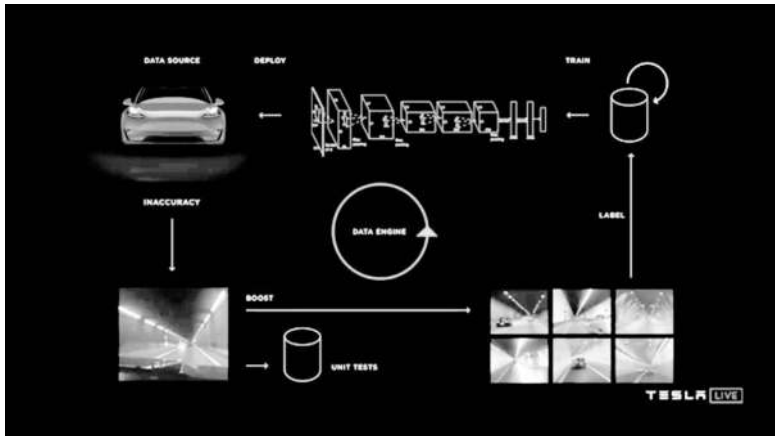 DATA SOURCE
DEPLOY
TRAIN
INACCURACY
DATA ENGINE
LABEL
BOOST
UNIT TESTS
TESLA LIVE